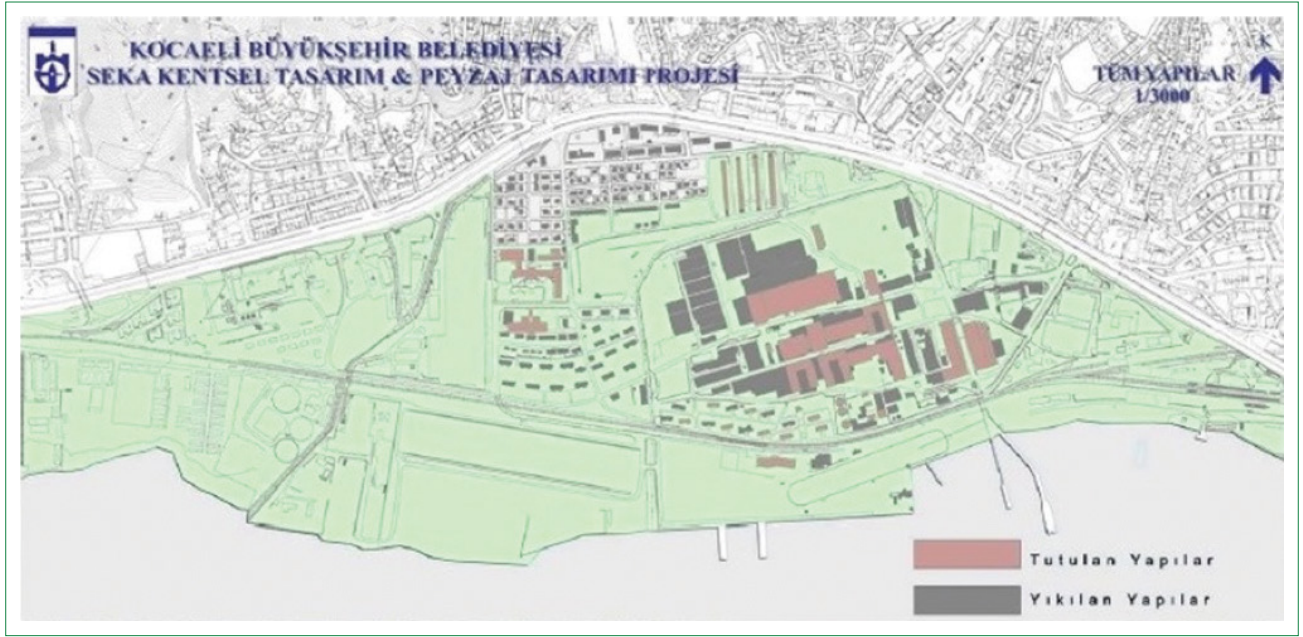 KOCAELİ BÜYÜKŞEHİR BELEDİYESİ
SEKA KENTSEL TASARIM & PEYZAJ TASARIMI PROJESİ
K
TÜM YAPILAR
1/3000
Tutulan Yapılar
Yıkılan Yapılar